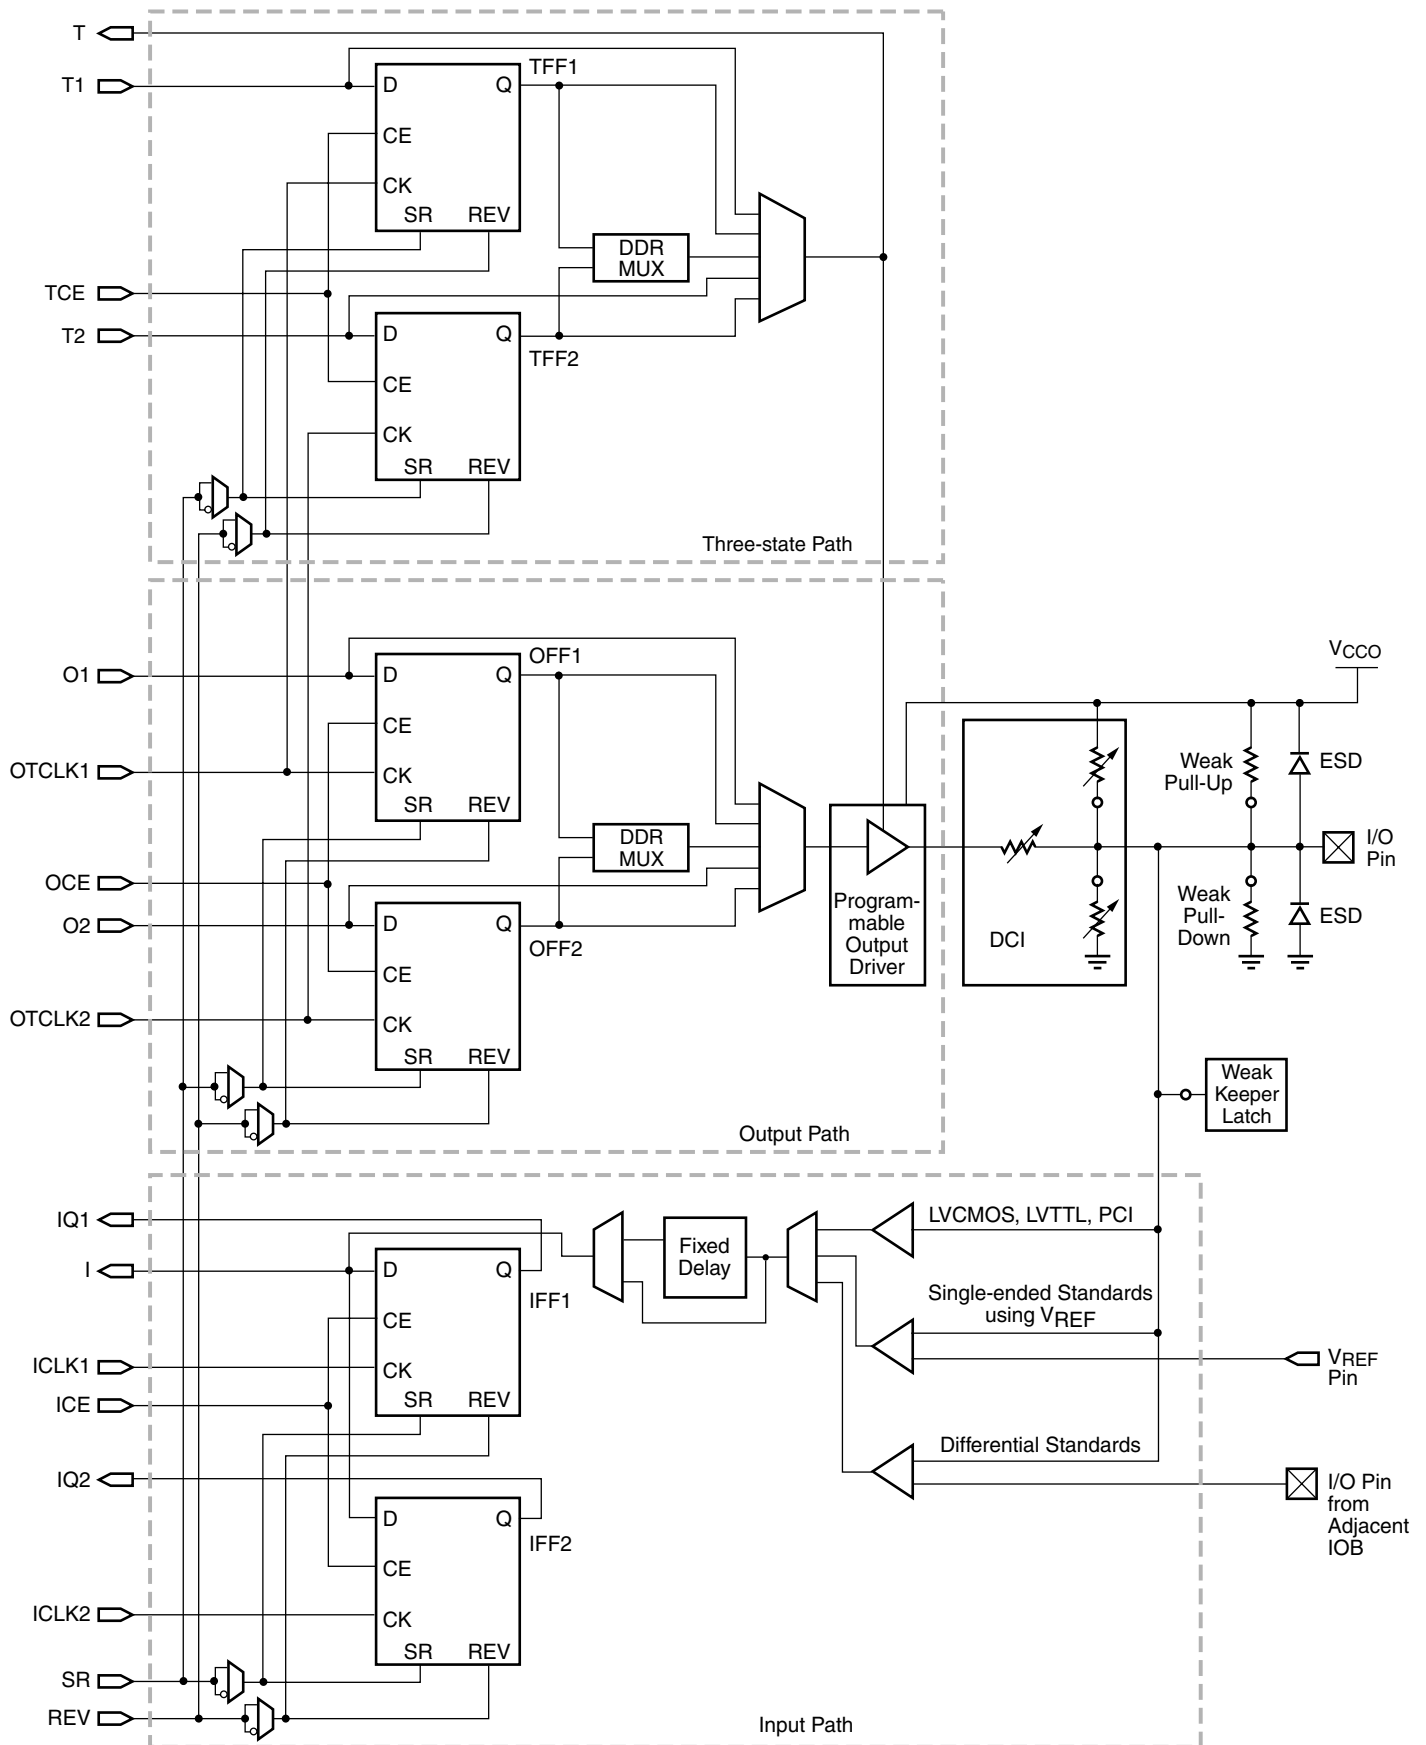 T
T1
D
Q
TFF1
CE
CK
SR
REV
DDR
MUX
TCE
T2
D
Q
TFF2
CE
CK
SR
REV
Three-state Path
O1
D
Q
OFF1
CE
OTCLK1
CK
SR
REV
DDR
MUX
OCE
O2
D
Q
OFF2
CE
OTCLK2
CK
SR
REV
Output Path
Program-
mable
Output
Driver
DCI
VCCO
Weak
Pull-Up
ESD
I/O
Pin
Weak
Pull-
Down
ESD
Weak
Keeper
Latch
IQ1
I
D
Q
IFF1
CE
ICLK1
CK
ICE
SR
REV
Fixed
Delay
LVCMOS, LVTTL, PCI
Single-ended Standards
using VREF
VREF
Pin
Differential Standards
I/O Pin
from
Adjacent
IOB
IQ2
D
Q
IFF2
CE
ICLK2
CK
SR
REV
SR
REV
Input Path